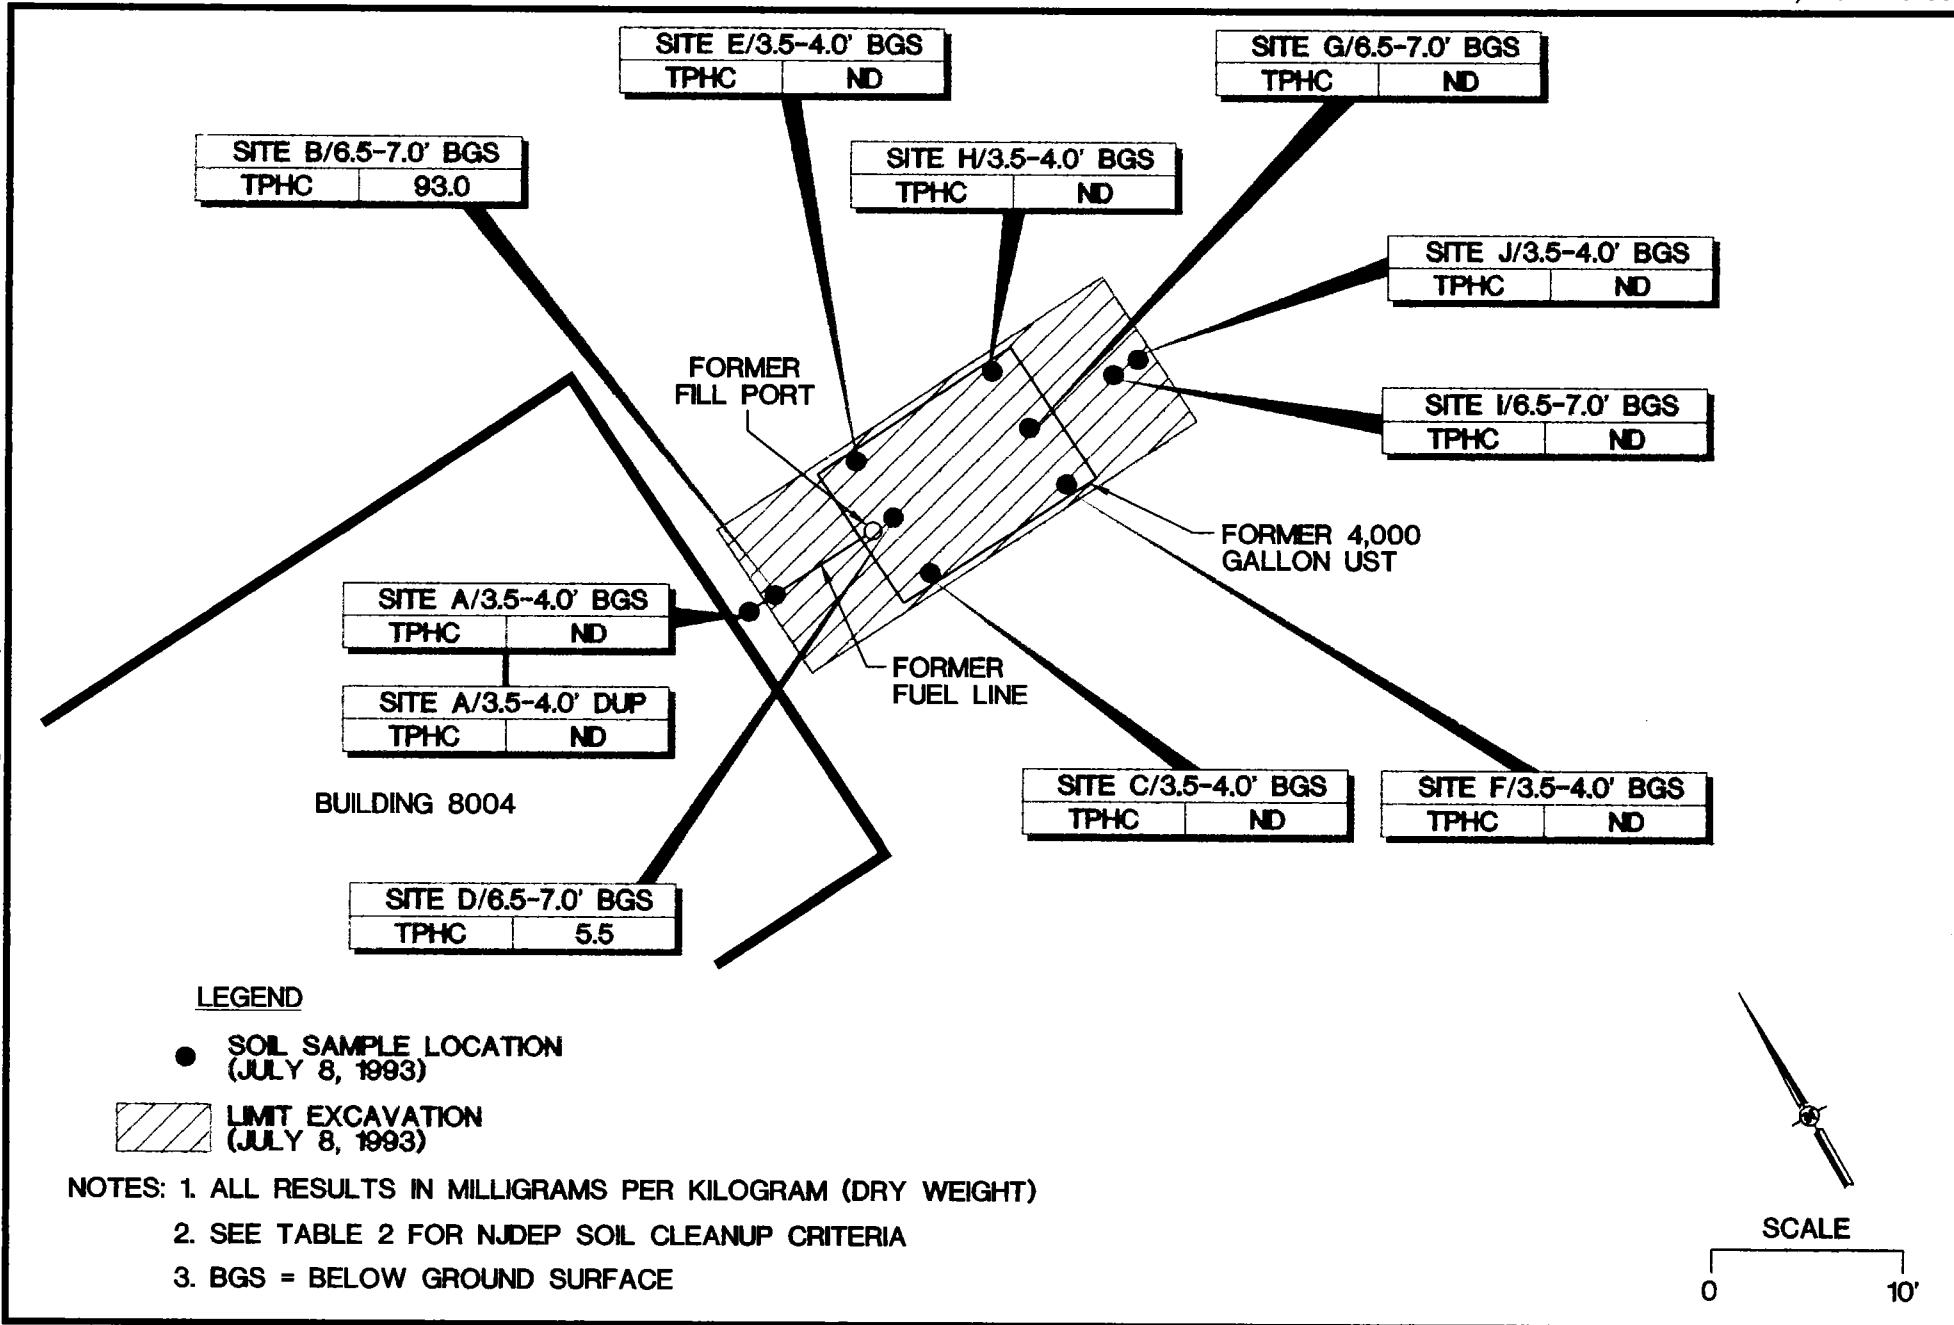 SITE E/3.5-4.0' BGS
TPHC ND
SITE G/6.5-7.0' BGS
TPHC ND
SITE B/6.5-7.0' BGS
TPHC 93.0
SITE H/3.5-4.0' BGS
TPHC ND
SITE J/3.5-4.0' BGS
TPHC ND
FORMER
FILL PORT
SITE I/6.5-7.0' BGS
TPHC ND
FORMER 4,000
GALLON UST
SITE A/3.5-4.0' BGS
TPHC ND
FORMER
FUEL LINE
SITE A/3.5-4.0' DUP
TPHC ND
BUILDING 8004
SITE C/3.5-4.0' BGS
TPHC ND
SITE F/3.5-4.0' BGS
TPHC ND
SITE D/6.5-7.0' BGS
TPHC 5.5
LEGEND
SOIL SAMPLE LOCATION
(JULY 8, 1993)
LIMIT EXCAVATION
(JULY 8, 1993)
NOTES: 1. ALL RESULTS IN MILLIGRAMS PER KILOGRAM (DRY WEIGHT)
2. SEE TABLE 2 FOR NJDEP SOIL CLEANUP CRITERIA
3. BGS = BELOW GROUND SURFACE
SCALE
0 10'